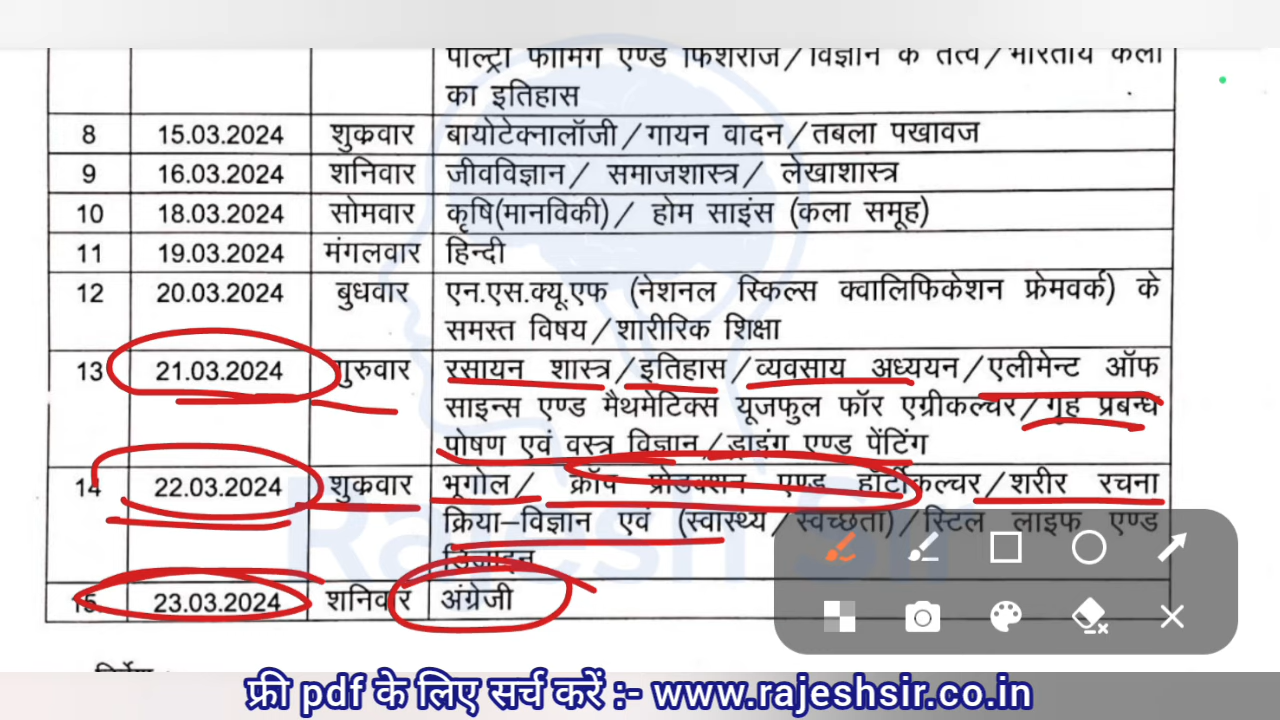 पोल्ट्री फार्मिंग एण्ड फिशरीज/विज्ञान के तत्व/भारतीय कला
का इतिहास
8 15.03.2024 शुक्रवार बायोटेक्नालॉजी/गायन वादन/तबला पखावज
9 16.03.2024 शनिवार जीवविज्ञान/ समाजशास्त्र/ लेखाशास्त्र
10 18.03.2024 सोमवार कृषि(मानविकी)/ होम साइंस (कला समूह)
11 19.03.2024 मंगलवार हिन्दी
12 20.03.2024 बुधवार एन.एस.क्यू.एफ (नेशनल स्किल्स क्वालिफिकेशन फ्रेमवर्क) के
समस्त विषय/शारीरिक शिक्षा
13 21.03.2024 गुरुवार रसायन शास्त्र/इतिहास/व्यवसाय अध्ययन/एलीमेन्ट ऑफ
साइन्स एण्ड मैथमेटिक्स यूजफुल फॉर एग्रीकल्चर/गृह प्रबन्ध
पोषण एवं वस्त्र विज्ञान/ड्राइंग एण्ड पेंटिंग
14 22.03.2024 शुक्रवार भूगोल/ क्रॉप प्रोडक्शन एण्ड हॉर्टिकल्चर/शरीर रचना
क्रिया–विज्ञान एवं (स्वास्थ्य/स्वच्छता)/स्टिल लाइफ एण्ड
डिजाइन
15. 23.03.2024 शनिवार अंग्रेजी
Rajesh Sir
फ्री pdf के लिए सर्च करें :- www.rajeshsir.co.in